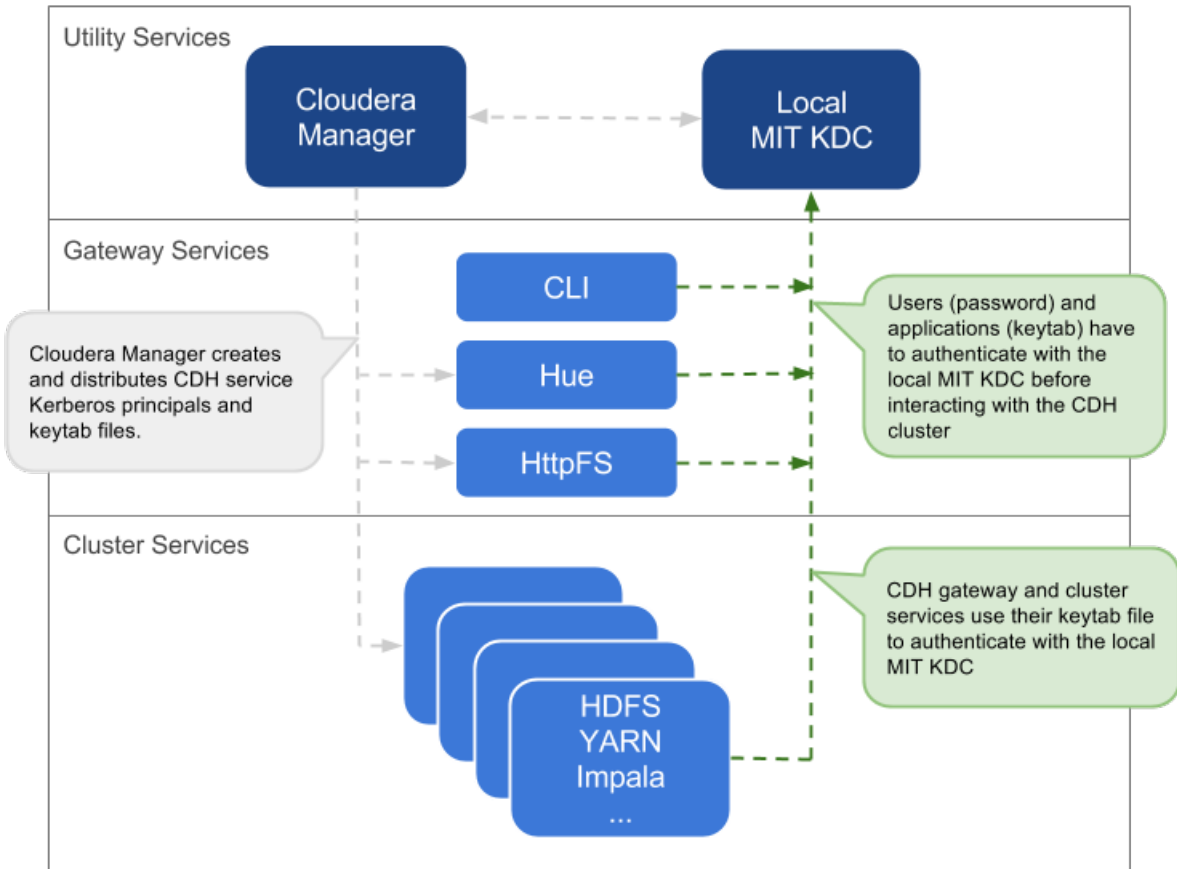 Utility Services
Cloudera
Manager
Local
MIT KDC
Gateway Services
CLI
Hue
HttpFS
Cloudera Manager creates
and distributes CDH service
Kerberos principals and
keytab files.
Users (password) and
applications (keytab) have
to authenticate with the
local MIT KDC before
interacting with the CDH
cluster
Cluster Services
HDFS
YARN
Impala
...
CDH gateway and cluster
services use their keytab file
to authenticate with the local
MIT KDC